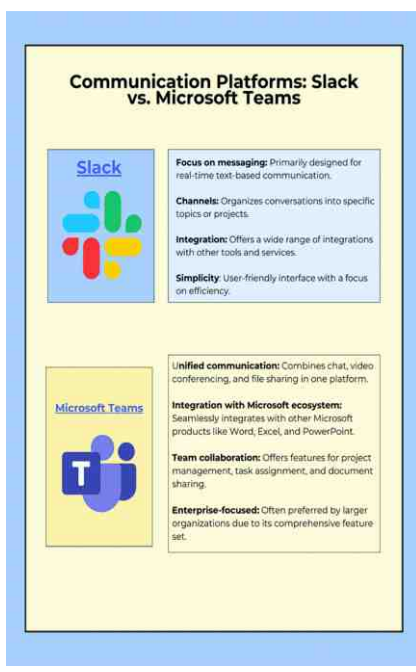 Communication Platforms: Slack
vs. Microsoft Teams
Slack
Focus on messaging: Primarily designed for
real-time text-based communication.
Channels: Organizes conversations into specific
topics or projects.
Integration: Offers a wide range of integrations
with other tools and services.
Simplicity: User-friendly interface with a focus
on efficiency.
Microsoft Teams
T
Unified communication: Combines chat, video
conferencing, and file sharing in one platform.
Integration with Microsoft ecosystem:
Seamlessly integrates with other Microsoft
products like Word, Excel, and PowerPoint.
Team collaboration: Offers features for project
management, task assignment, and document
sharing.
Enterprise-focused: Often preferred by larger
organizations due to its comprehensive feature
set.